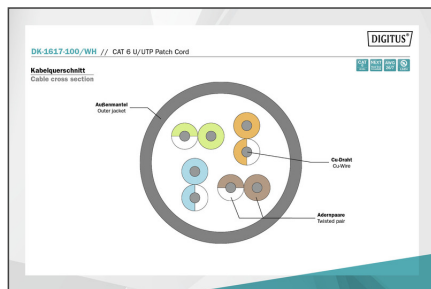 DIGITUS®
DK-1617-100/WH // CAT 6 U/UTP Patch Cord
Kabelquerschnitt
Cable cross section
Außenmantel
Outer jacket
Cu-Draht
Cu-Wire
Adernpaare
Twisted pair